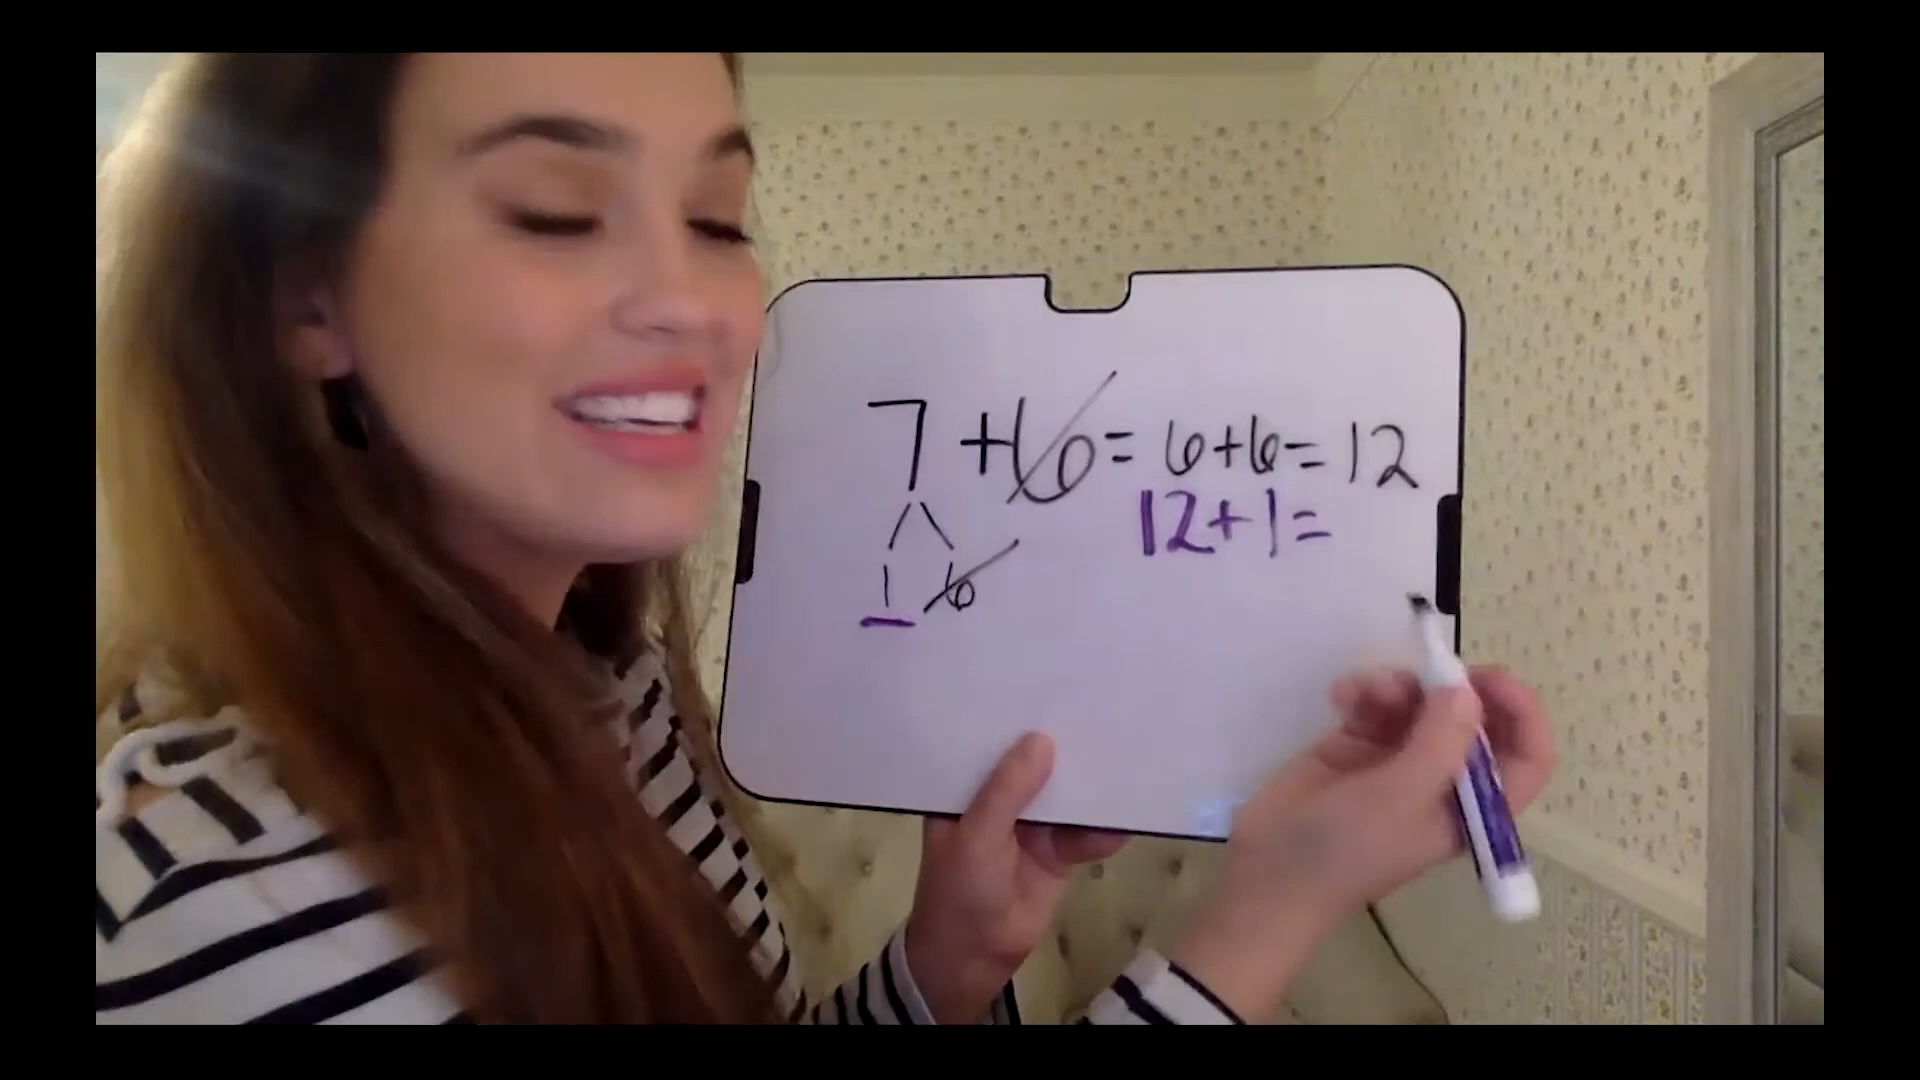 7 + 6 = 6+6=12
12+1=
1 6